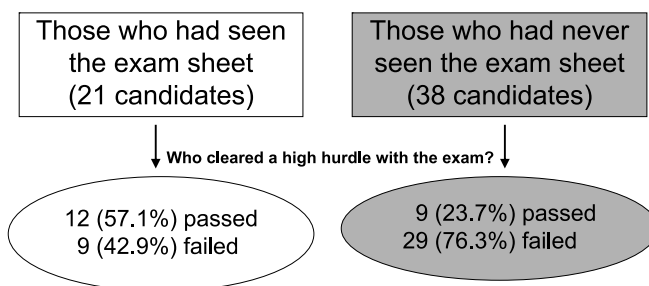 Those who had seen
the exam sheet
(21 candidates)
Those who had never
seen the exam sheet
(38 candidates)
Who cleared a high hurdle with the exam?
12 (57.1%) passed
9 (42.9%) failed
9 (23.7%) passed
29 (76.3%) failed